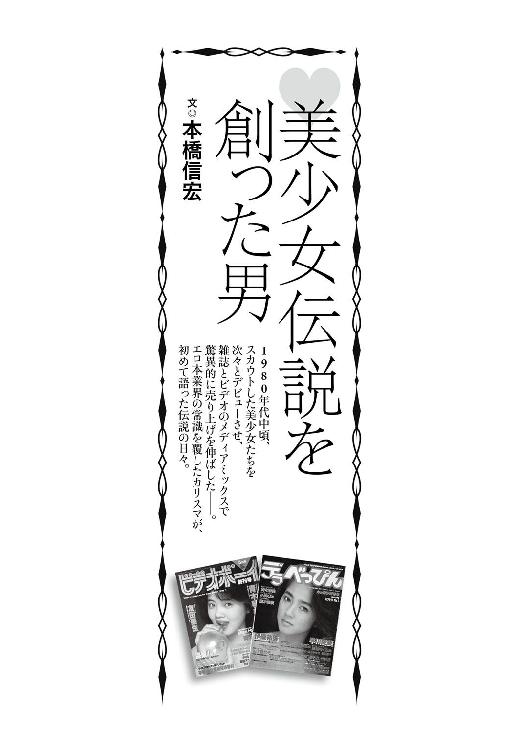 美少女伝説を
創った男
文 本橋信宏
1980年代中頃、
スカウトした美少女たちを
次々とデビューさせ、
雑誌とビデオのメディアミックスで
驚異的に売り上げを伸ばした――。
エロ本業界の常識を覆したカリスマが、
初めて語った伝説の日々。
ビデオボーイ
デラべっぴん